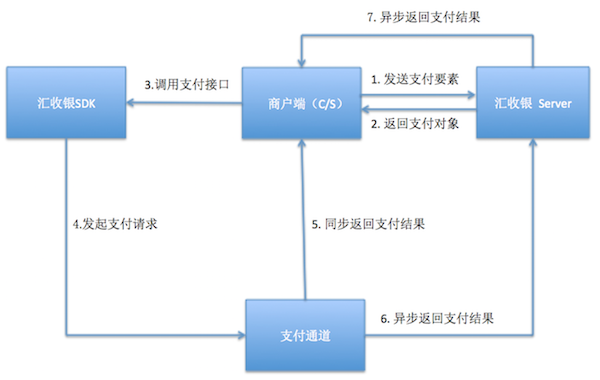 7. 异步返回支付结果
汇收银SDK
3.调用支付接口
商户端（C/S）
1. 发送支付要素
汇收银 Server
2. 返回支付对象
4.发起支付请求
5. 同步返回支付结果
支付通道
6. 异步返回支付结果